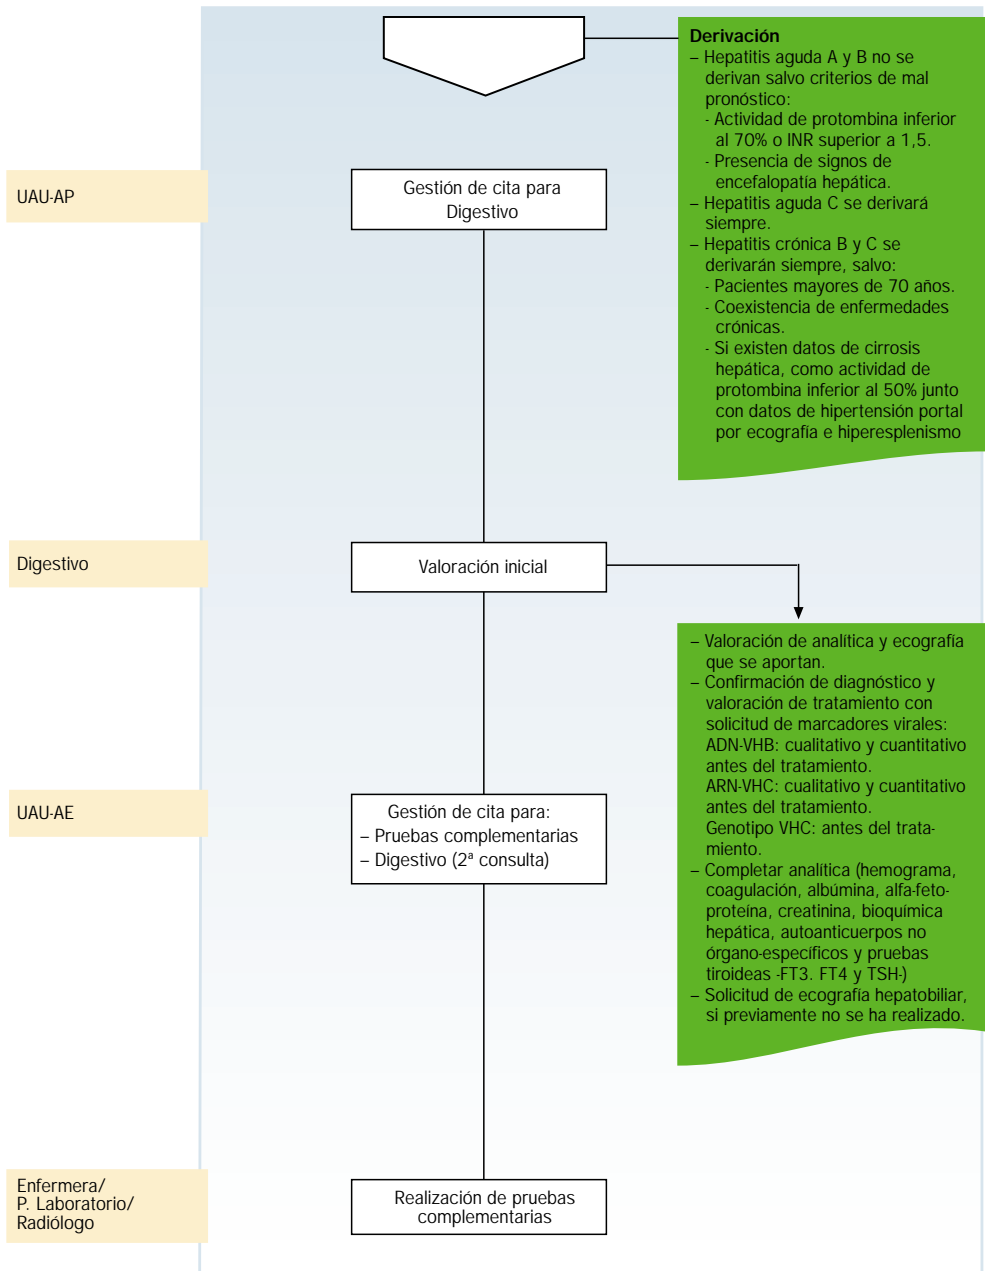 Derivación
– Hepatitis aguda A y B no se
derivan salvo criterios de mal
pronóstico:
- Actividad de protombina inferior
al 70% o INR superior a 1,5.
- Presencia de signos de
encefalopatía hepática.
– Hepatitis aguda C se derivará
siempre.
– Hepatitis crónica B y C se
derivarán siempre, salvo:
- Pacientes mayores de 70 años.
- Coexistencia de enfermedades
crónicas.
- Si existen datos de cirrosis
hepática, como actividad de
protombina inferior al 50% junto
con datos de hipertensión portal
por ecografía e hiperesplenismo
UAU-AP
Gestión de cita para
Digestivo
Digestivo
Valoración inicial
– Valoración de analítica y ecografía
que se aportan.
– Confirmación de diagnóstico y
valoración de tratamiento con
solicitud de marcadores virales:
ADN-VHB: cualitativo y cuantitativo
antes del tratamiento.
ARN-VHC: cualitativo y cuantitativo
antes del tratamiento.
Genotipo VHC: antes del trata-
miento.
– Completar analítica (hemograma,
coagulación, albúmina, alfa-feto-
proteína, creatinina, bioquímica
hepática, autoanticuerpos no
órgano-específicos y pruebas
tiroideas -FT3. FT4 y TSH-)
– Solicitud de ecografía hepatobiliar,
si previamente no se ha realizado.
UAU-AE
Gestión de cita para:
– Pruebas complementarias
– Digestivo (2ª consulta)
Enfermera/
P. Laboratorio/
Radiólogo
Realización de pruebas
complementarias